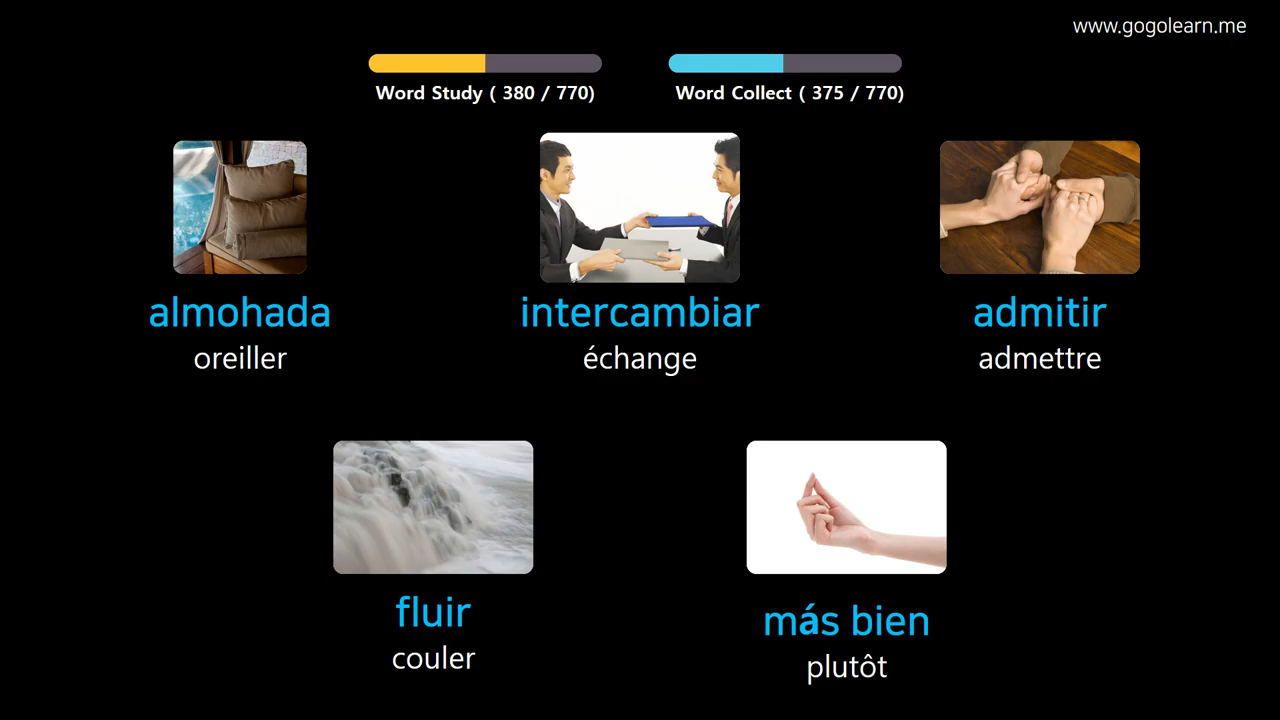 www.gogolearn.me
Word Study ( 380 / 770)
Word Collect ( 375 / 770)
almohada
oreiller
intercambiar
échange
admitir
admettre
fluir
couler
más bien
plutôt